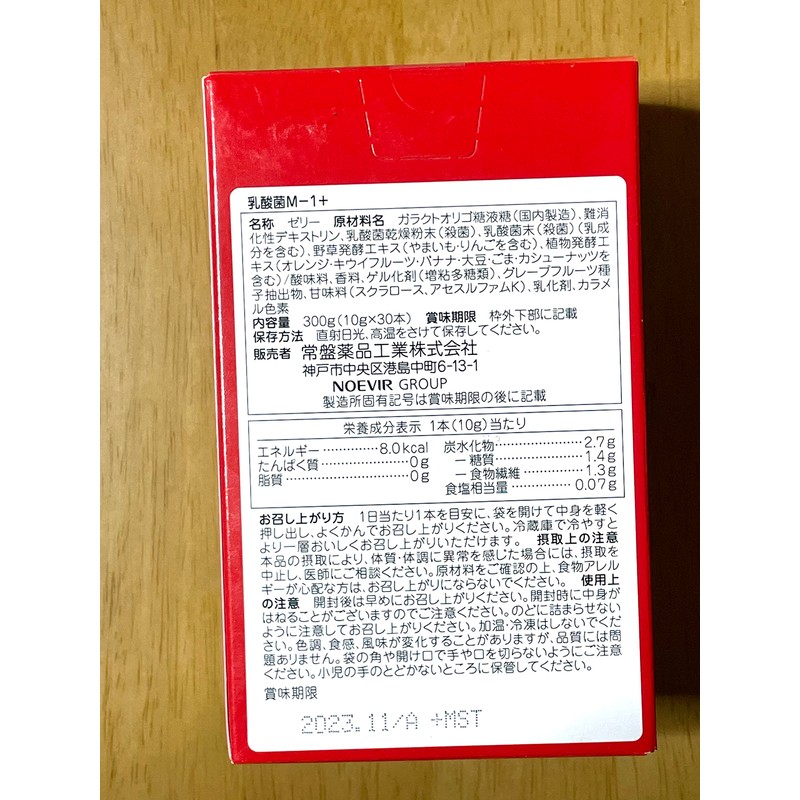 乳酸菌M-1+
名称 ゼリー 原材料名 ガラクトオリゴ糖液糖(国内製造)、難消
化性デキストリン、乳酸菌乾燥粉末(殺菌)、乳酸菌末(殺菌)(乳成
分を含む)、野草発酵エキス(やまいも・りんごを含む)、植物発酵エ
キス(オレンジ・キウイフルーツ・バナナ・大豆・ごま・カシューナッツを
含む)/酸味料、香料、ゲル化剤(増粘多糖類)、グレープフルーツ種
子抽出物、甘味料(スクラロース、アセスルファムK)、乳化剤、カラメ
ル色素
内容量 300g(10g×30本) 賞味期限 枠外下部に記載
保存方法 直射日光、高温をさけて保存してください。
販売者 常盤薬品工業株式会社
神戸市中央区港島中町6-13-1
NOEVIR GROUP
製造所固有記号は賞味期限の後に記載
栄養成分表示 1本(10g)当たり
エネルギー…………8.0kcal 炭水化物…………2.7g
たんぱく質…………0g -糖質…………1.4g
脂質…………0g -食物繊維…………1.3g
食塩相当量…………0.07g
お召し上がり方 1日当たり1本を目安に、袋を開けて中身を軽く
押し出し、よくかんでお召し上がりください。冷蔵庫で冷やすと
より一層おいしくお召し上がりいただけます。 摂取上の注意
本品の摂取により、体質・体調に異常を感じた場合には、摂取を
中止し、医師にご相談ください。原材料をご確認の上、食物アレル
ギーが心配な方は、お召し上がりにならないでください。 使用上
の注意 開封後は早めにお召し上がりください。開封時に中身が
はねることがございますのでご注意ください。のどに詰まらせない
ように注意してお召し上がりください。加温・冷凍はしないでくださ
い。色調、食感、風味が変化することがありますが、品質には問
題ありません。袋の角や開け口で手や口を切らないようにご注意
ください。小児の手のとどかないところに保管してください。
賞味期限
2023.11/A +MST